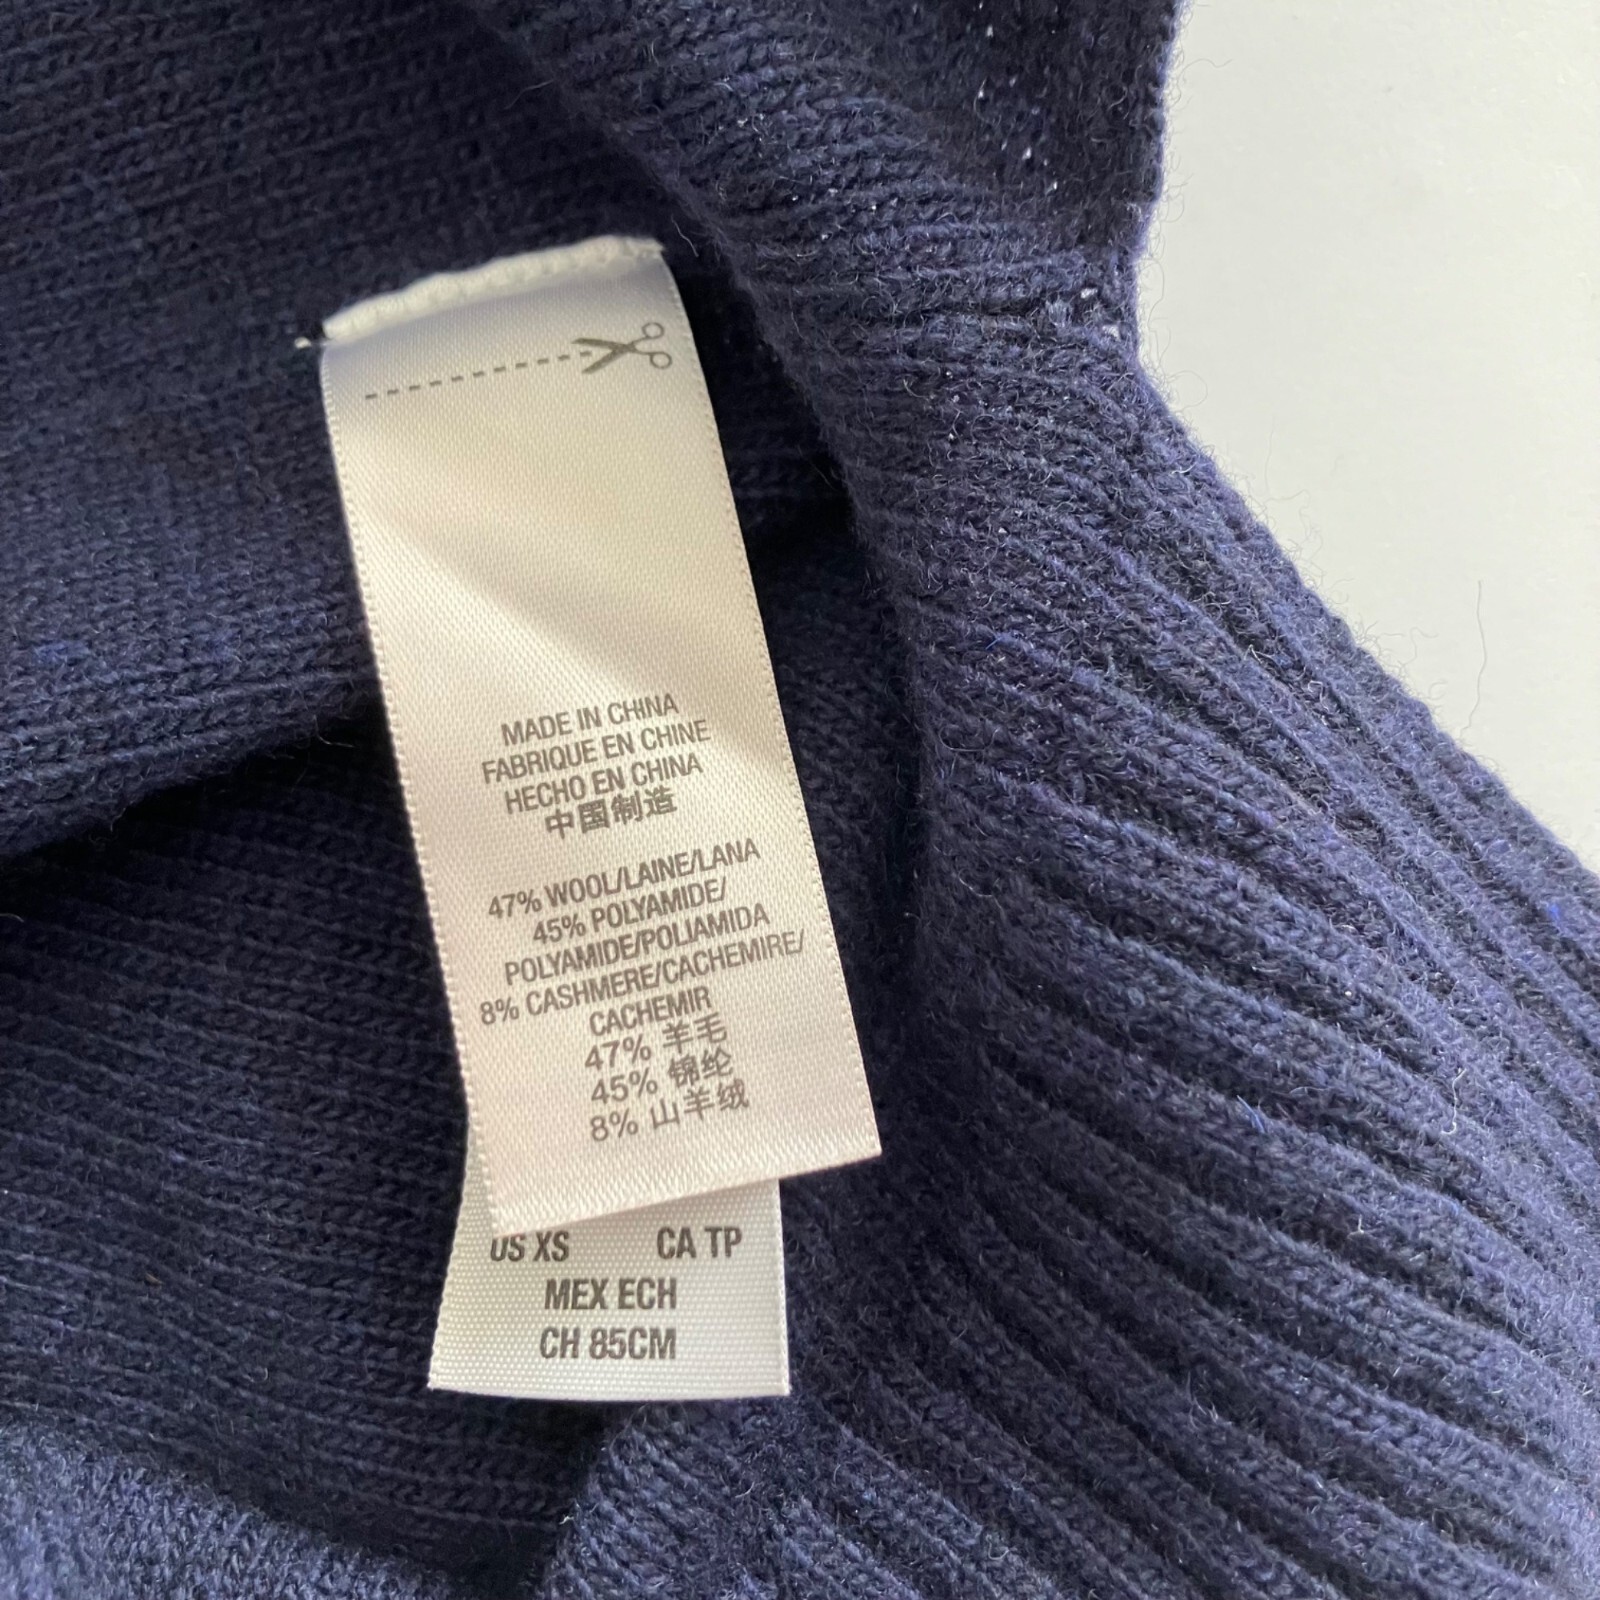 MADE IN CHINA
FABRIQUE EN CHINE
HECHO EN CHINA
中国制造
47% WOOL/LAINE/LANA
45% POLYAMIDE/
POLYAMIDE/POLIAMIDA
8% CASHMERE/CACHEMIRE/
CACHEMIR
47% 羊毛
45% 锦纶
8% 山羊绒
US XS CA TP
MEX ECH
CH 85CM